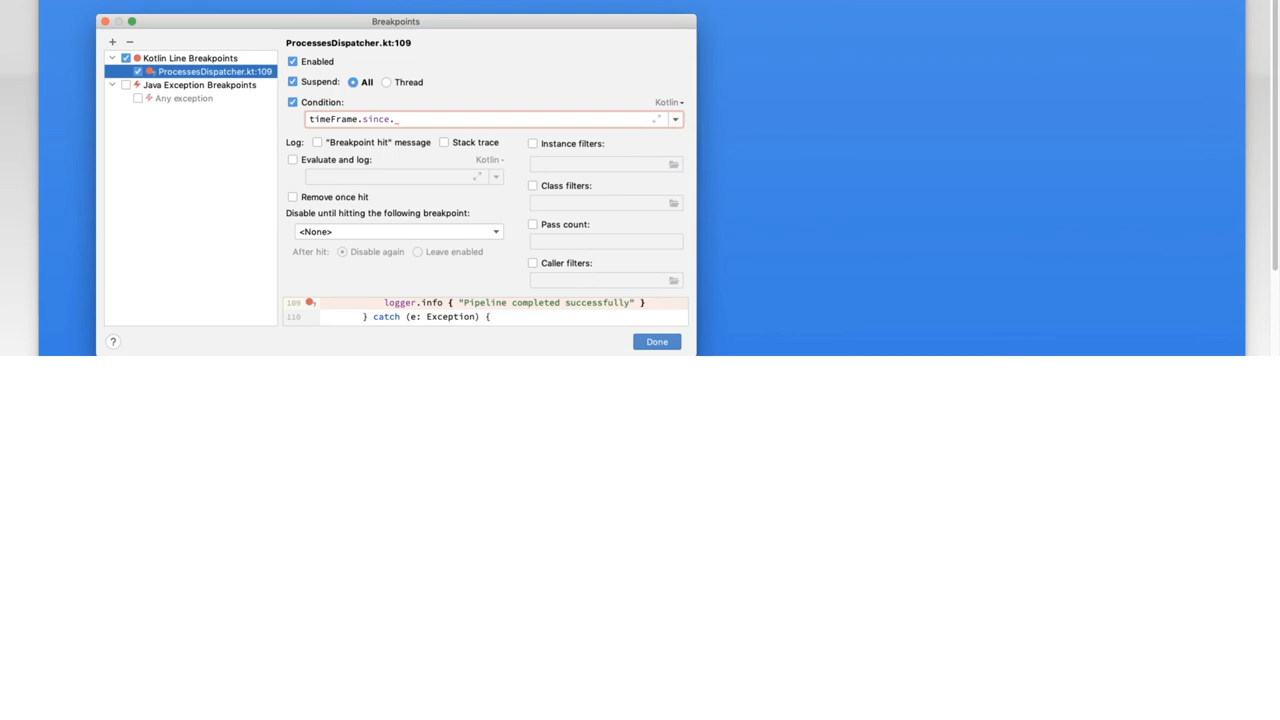 Breakpoints
+ −
Kotlin Line Breakpoints
ProcessesDispatcher.kt:109
Java Exception Breakpoints
Any exception
ProcessesDispatcher.kt:109
Enabled
Suspend: All Thread
Condition: Kotlin
timeFrame.since._
Log: "Breakpoint hit" message Stack trace
Evaluate and log: Kotlin
Remove once hit
Disable until hitting the following breakpoint:
<None>
After hit: Disable again Leave enabled
Instance filters:
Class filters:
Pass count:
Caller filters:
109 logger.info { "Pipeline completed successfully" }
110 } catch (e: Exception) {
? Done